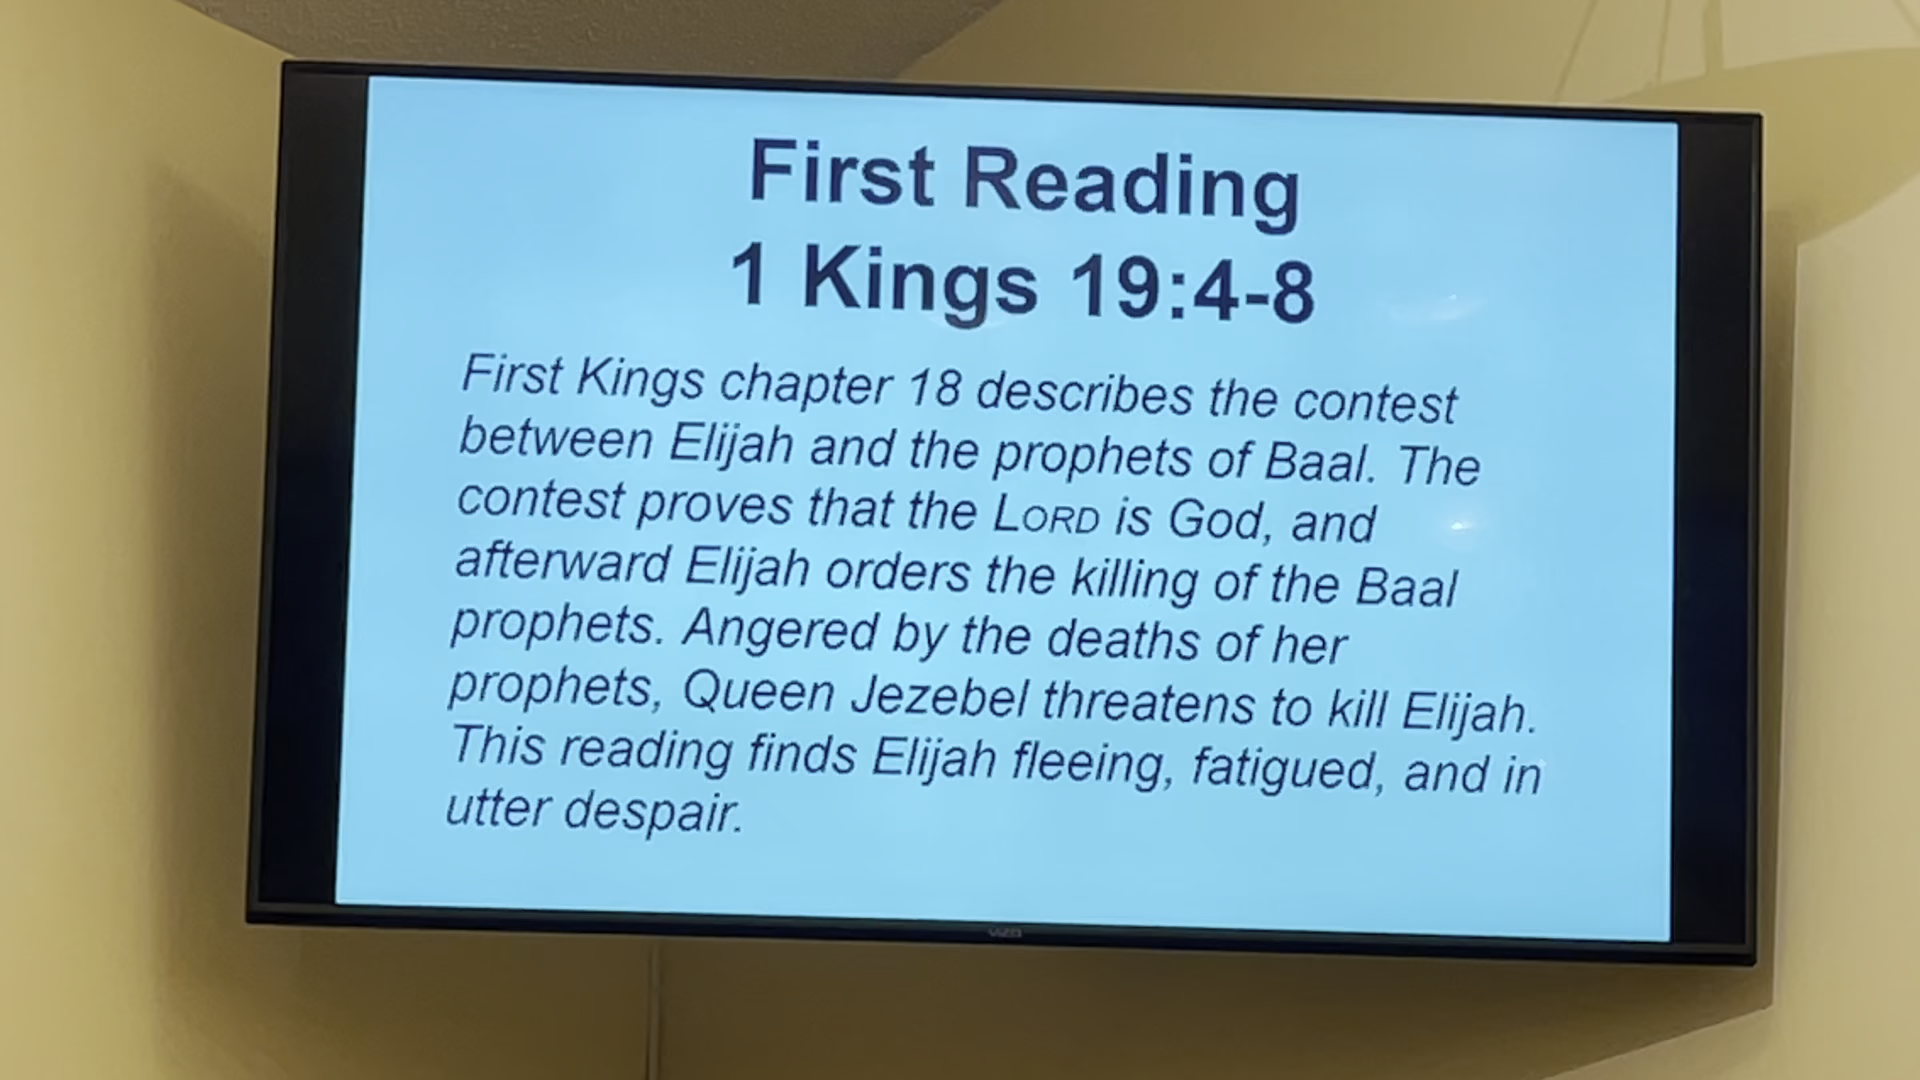 First Reading
1 Kings 19:4-8
First Kings chapter 18 describes the contest
between Elijah and the prophets of Baal. The
contest proves that the LORD is God, and
afterward Elijah orders the killing of the Baal
prophets. Angered by the deaths of her
prophets, Queen Jezebel threatens to kill Elijah.
This reading finds Elijah fleeing, fatigued, and in
utter despair.
VIZIO